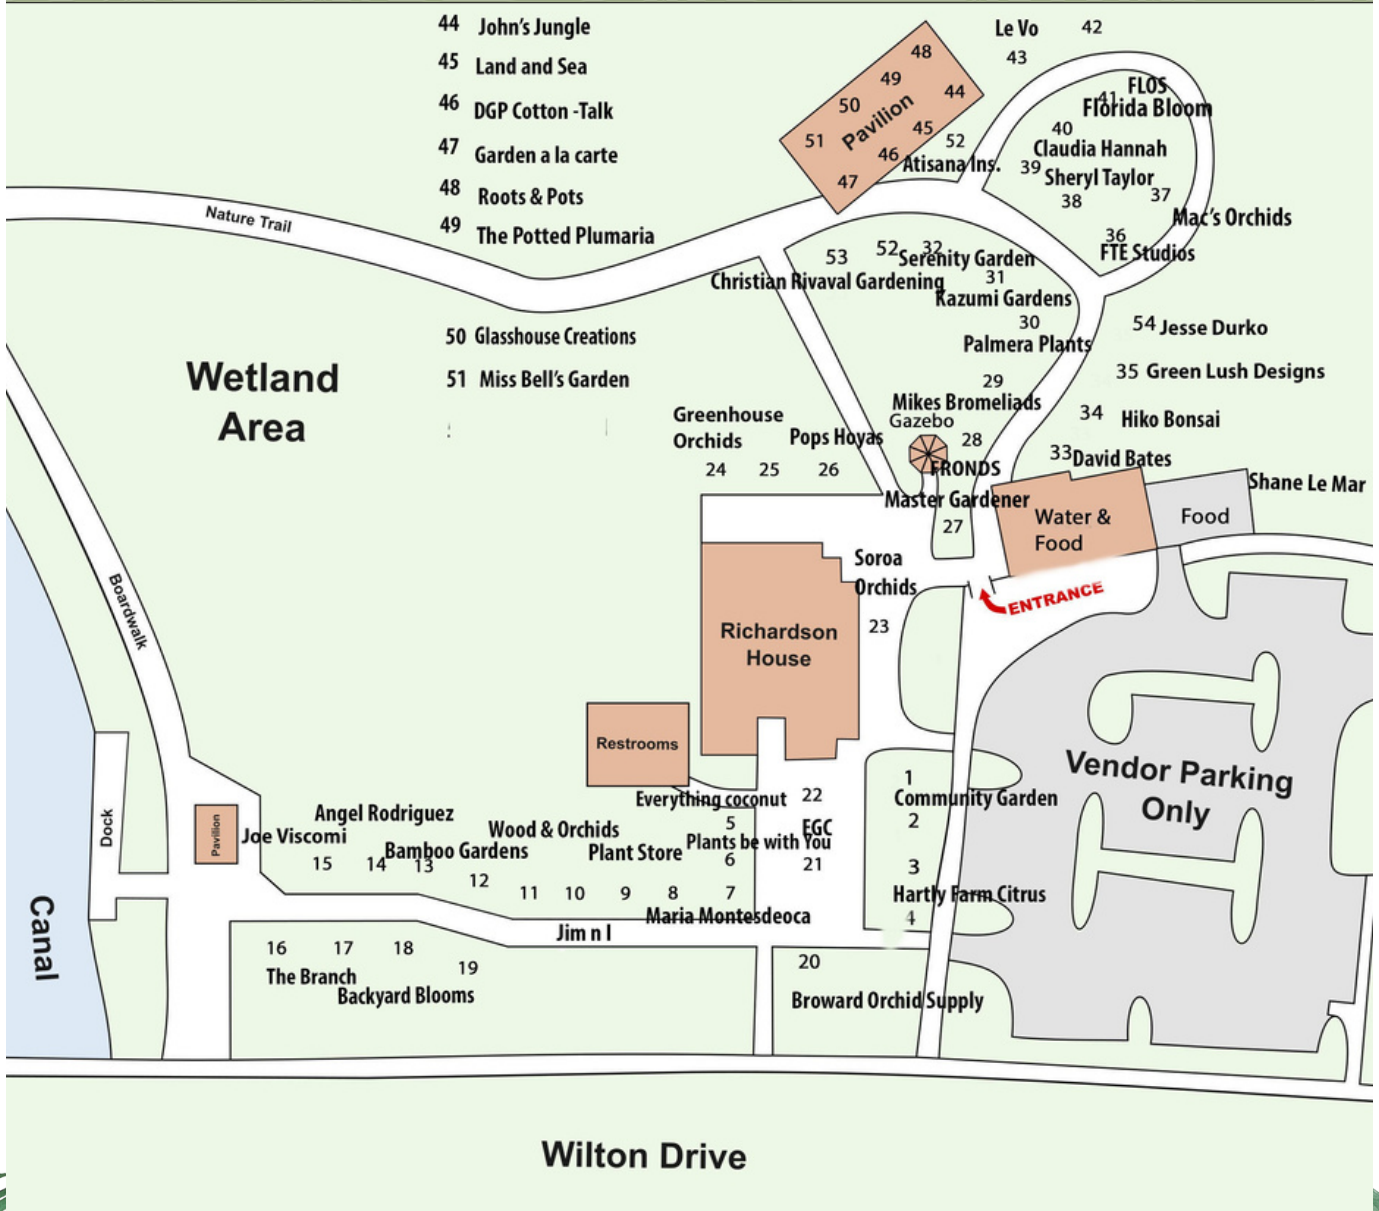 44 John's Jungle
45 Land and Sea
46 DGP Cotton -Talk
47 Garden a la carte
48 Roots & Pots
49 The Potted Plumaria
50 Glasshouse Creations
51 Miss Bell's Garden
48
49
44
50
Pavilion
45
51
46
47
52
Atisana Ins.
Le Vo
42
43
FLOS
41
Florida Bloom
40
Claudia Hannah
39
Sheryl Taylor
38
37
Mac's Orchids
36
FTE Studios
Nature Trail
53
52
32
Serenity Garden
Christian Rivaval Gardening
31
Kazumi Gardens
30
Palmera Plants
54 Jesse Durko
35 Green Lush Designs
29
Mikes Bromeliads
34
Hiko Bonsai
Gazebo
28
FRONDS
33
David Bates
Shane Le Mar
Wetland
Area
Greenhouse
Orchids
Pops Hoyas
24
25
26
Master Gardener
27
Water &
Food
Food
ENTRANCE
Soroa
Orchids
23
Richardson
House
Restrooms
Boardwalk
Dock
Canal
Pavilion
Vendor Parking
Only
Everything coconut
22
5
EGC
Plants be with You
6
21
1
Community Garden
2
3
Hartly Farm Citrus
4
Angel Rodriguez
Joe Viscomi
Wood & Orchids
Bamboo Gardens
Plant Store
15
14
13
12
11
10
9
8
7
Maria Montesdeoca
Jim n I
16
17
18
19
The Branch
Backyard Blooms
20
Broward Orchid Supply
Wilton Drive